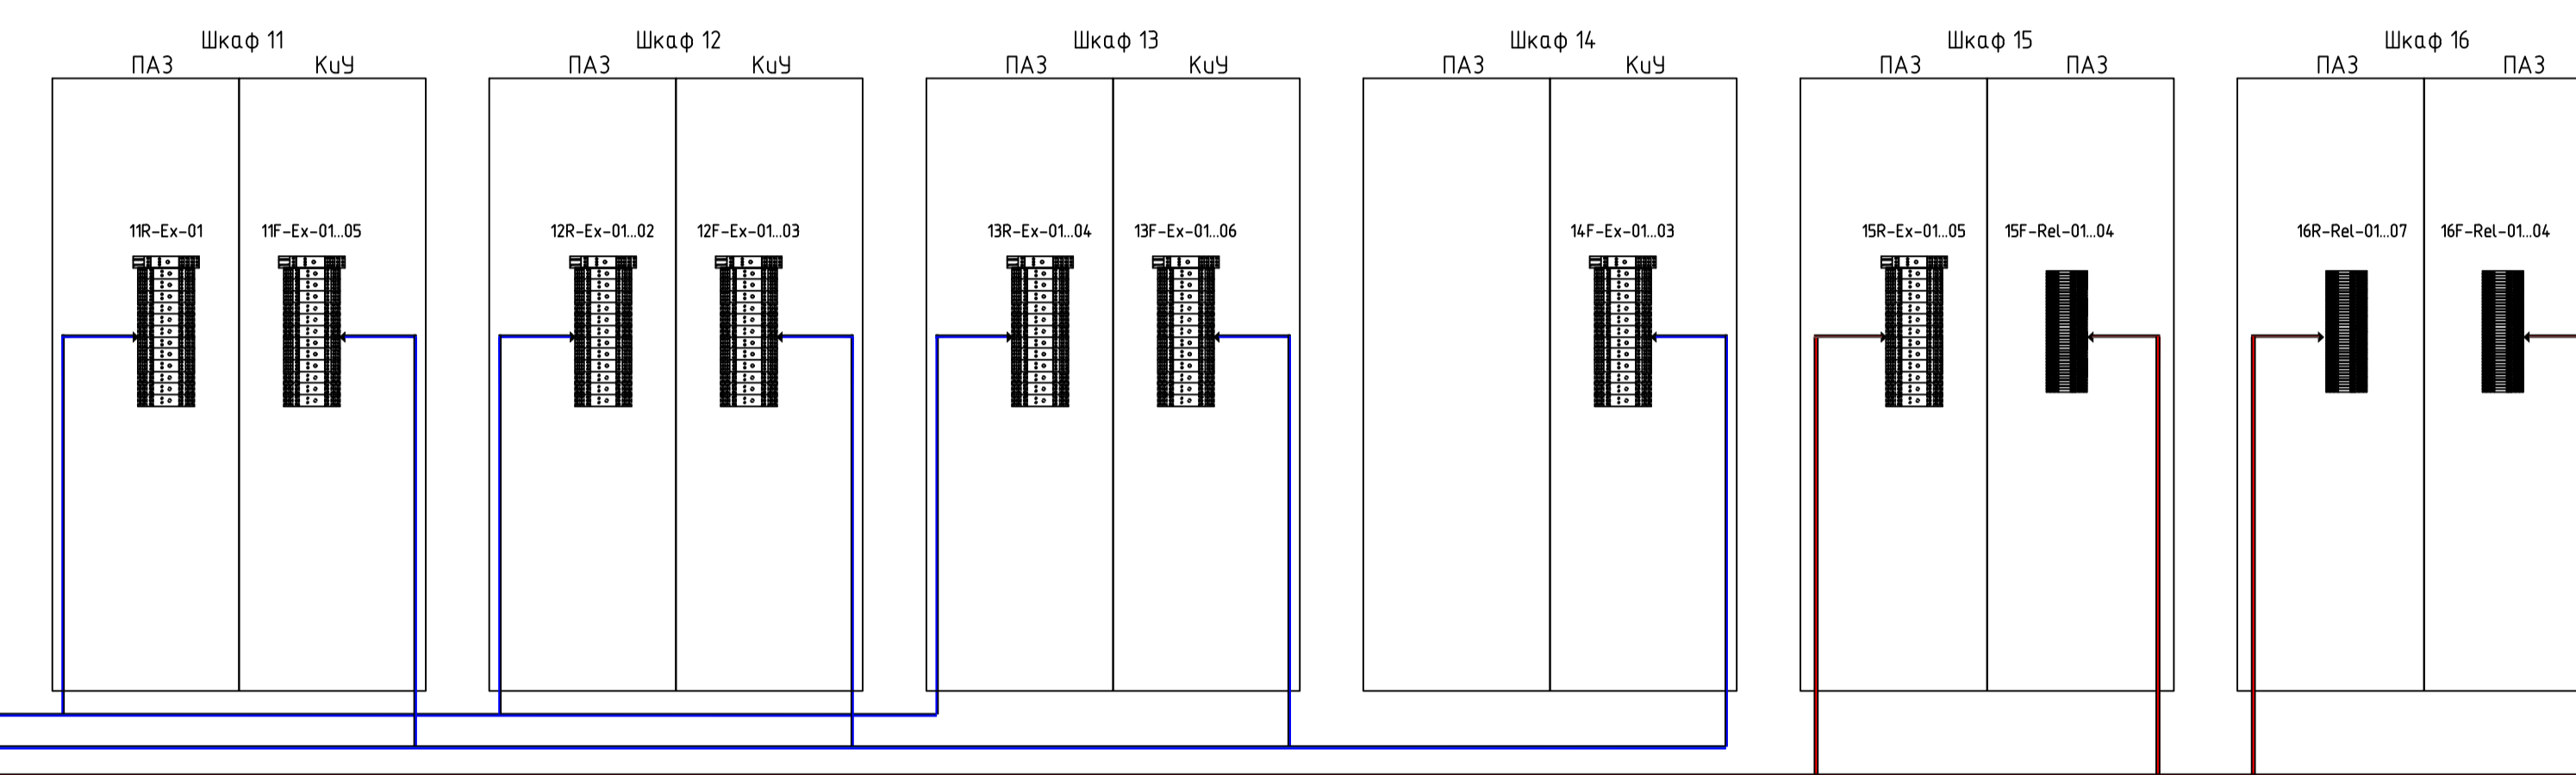 Шкаф 11
ПАЗ КиУ
11R-Ex-01 11F-Ex-01...05
Шкаф 12
ПАЗ КиУ
12R-Ex-01...02 12F-Ex-01...03
Шкаф 13
ПАЗ КиУ
13R-Ex-01...04 13F-Ex-01...06
Шкаф 14
ПАЗ КиУ
14F-Ex-01...03
Шкаф 15
ПАЗ ПАЗ
15R-Ex-01...05 15F-Rel-01...04
Шкаф 16
ПАЗ ПАЗ
16R-Rel-01...07 16F-Rel-01...04